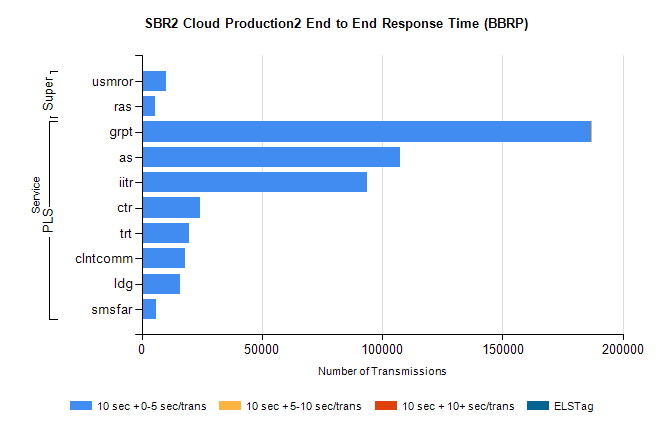 SBR2 Cloud Production2 End to End Response Time (BBRP)
Service
Super
PLS
usmror
ras
grpt
as
iitr
ctr
trt
clntcomm
ldg
smsfar
0 50000 100000 150000 200000
Number of Transmissions
10 sec +0-5 sec/trans 10 sec +5-10 sec/trans 10 sec + 10+ sec/trans ELSTag